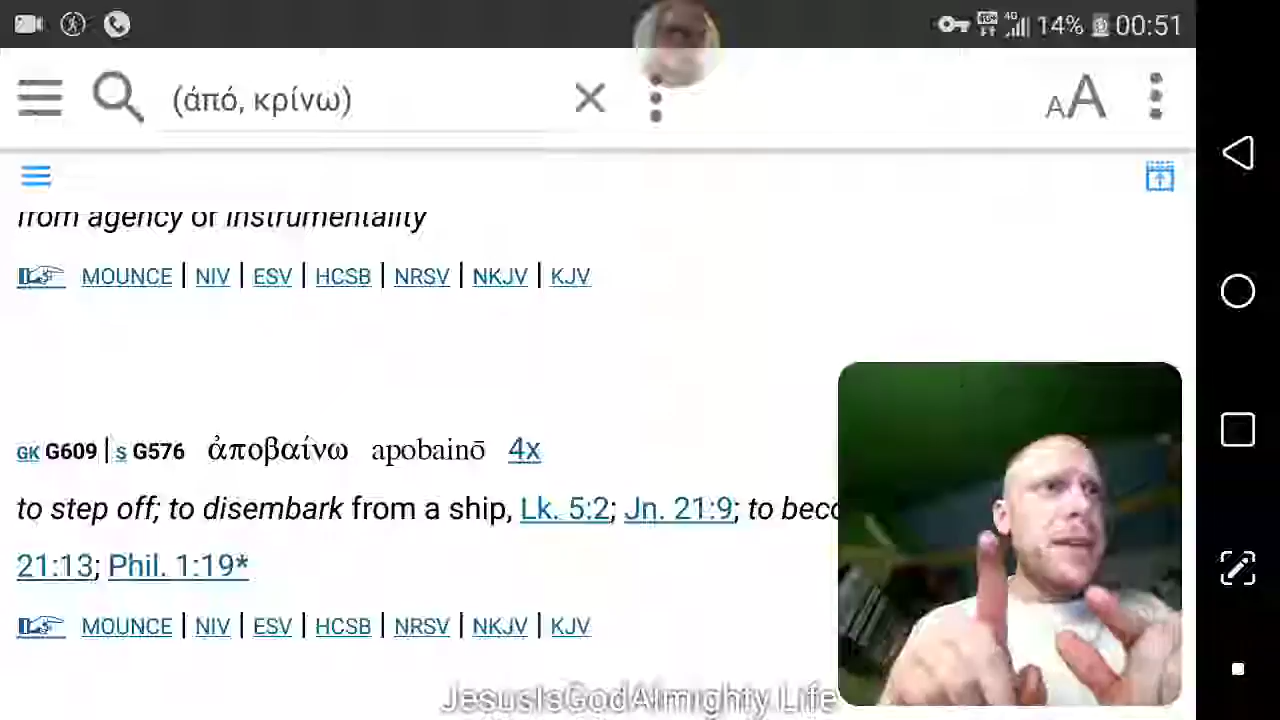 14% 00:51
(άπό, κρίνω)
AA
from agency or instrumentality
MOUNCE | NIV | ESV | HCSB | NRSV | NKJV | KJV
GK G609 | S G576 ἀποβαίνω apobainō 4x
to step off; to disembark from a ship, Lk. 5:2; Jn. 21:9; to
21:13; Phil. 1:19*
MOUNCE | NIV | ESV | HCSB | NRSV | NKJV | KJV
JesusIsGodAlmighty.Life